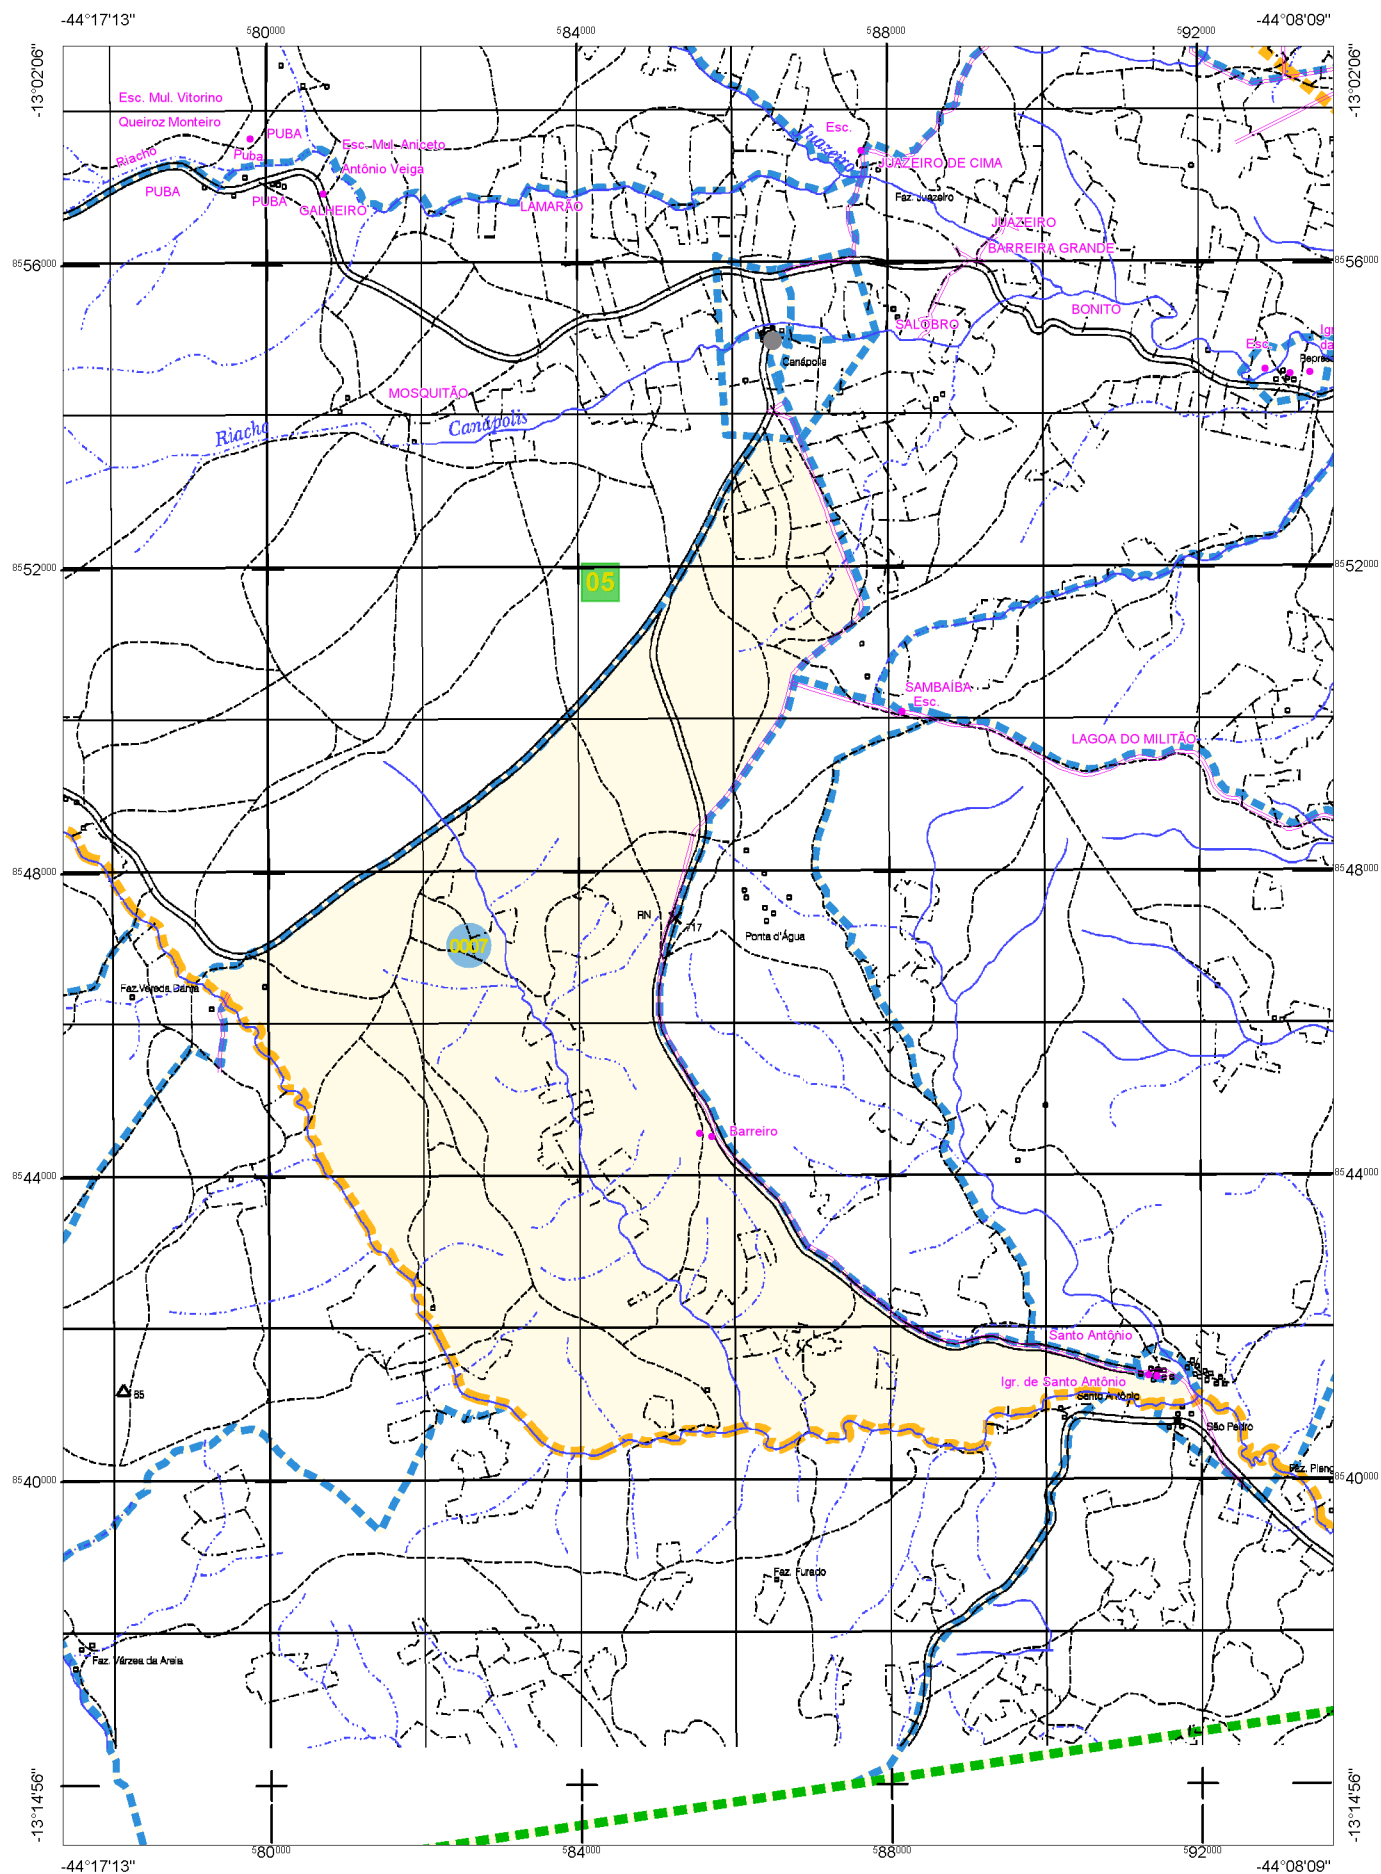 -44°17'13"
-44°08'09"
580000
584000
588000
592000
-13°02'06"
-13°02'06"
Esc. Mul. Vitorino
Queiroz Monteiro
PUBA
Esc. Mul. Aniceto
Antônio Veiga
Riacho
Puba
PUBA
PUBA
GALHEIRO
LAMARÃO
Juazeiro
Esc.
JUAZEIRO DE CIMA
Faz. Juazeiro
JUAZEIRO
BARREIRA GRANDE
8556000
8556000
BONITO
SALOBRO
Esc.
Canápolis
MOSQUITÃO
Riacho
Canápolis
8552000
8552000
05
SAMBAÍBA
Esc.
LAGOA DO MILITÃO
8548000
8548000
RN
717
Ponta d'Água
0007
Faz. Vereda Danta
Barreiro
8544000
8544000
Santo Antônio
Igr. de Santo Antônio
Santo Antônio
São Pedro
85
8540000
8540000
Faz. Furado
Faz. Várzea da Areia
-13°14'56"
-13°14'56"
580000
584000
588000
592000
-44°17'13"
-44°08'09"